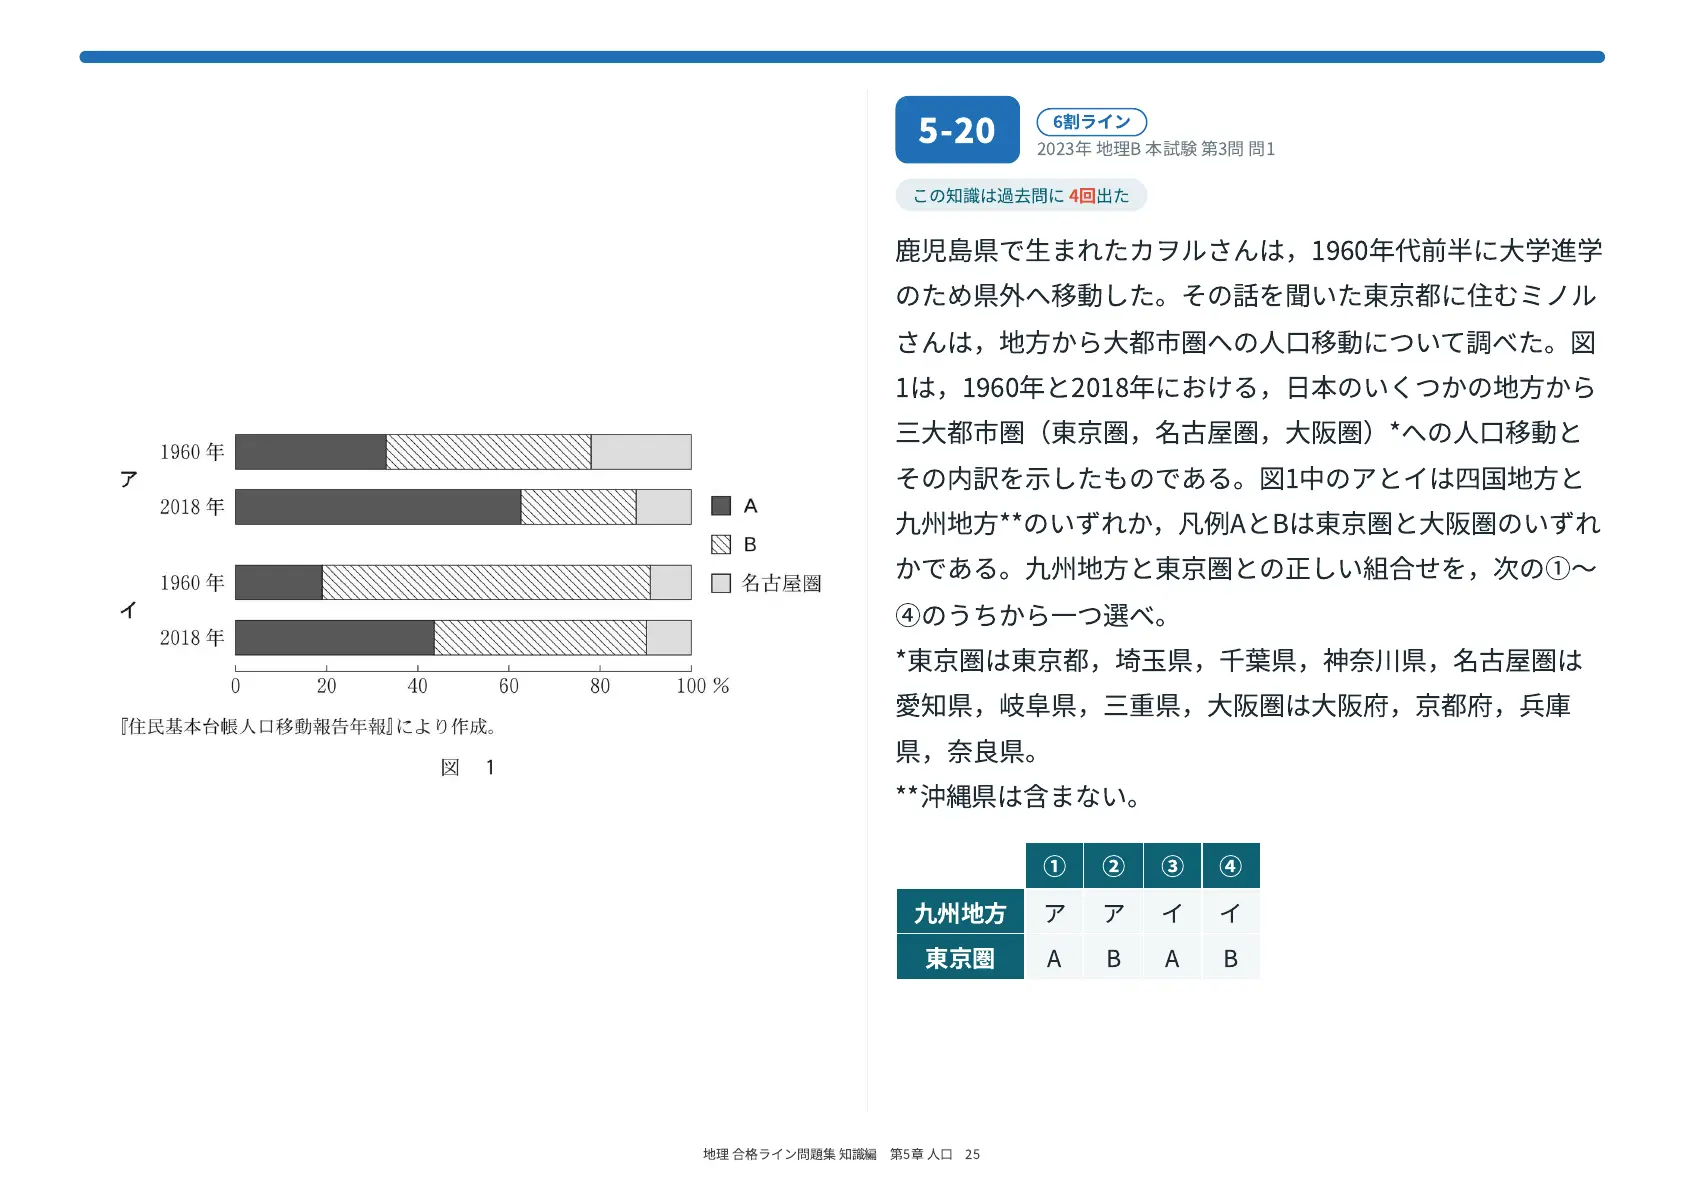 1960 年
ア
2018 年
A
B
1960 年
名古屋圏
イ
2018 年
0 20 40 60 80 100 %
『住民基本台帳人口移動報告年報』により作成。
図 1
5-20
6割ライン
2023年 地理B 本試験 第3問 問1
この知識は過去問に 4回出た
鹿児島県で生まれたカヲルさんは，1960年代前半に大学進学
のため県外へ移動した。その話を聞いた東京都に住むミノル
さんは，地方から大都市圏への人口移動について調べた。図
1は，1960年と2018年における，日本のいくつかの地方から
三大都市圏（東京圏，名古屋圏，大阪圏）*への人口移動と
その内訳を示したものである。図1中のアとイは四国地方と
九州地方**のいずれか，凡例AとBは東京圏と大阪圏のいずれ
かである。九州地方と東京圏との正しい組合せを，次の①～
④のうちから一つ選べ。
*東京圏は東京都，埼玉県，千葉県，神奈川県，名古屋圏は
愛知県，岐阜県，三重県，大阪圏は大阪府，京都府，兵庫
県，奈良県。
**沖縄県は含まない。
① ② ③ ④
九州地方 ア ア イ イ
東京圏 A B A B
地理 合格ライン問題集 知識編 第5章 人口 25